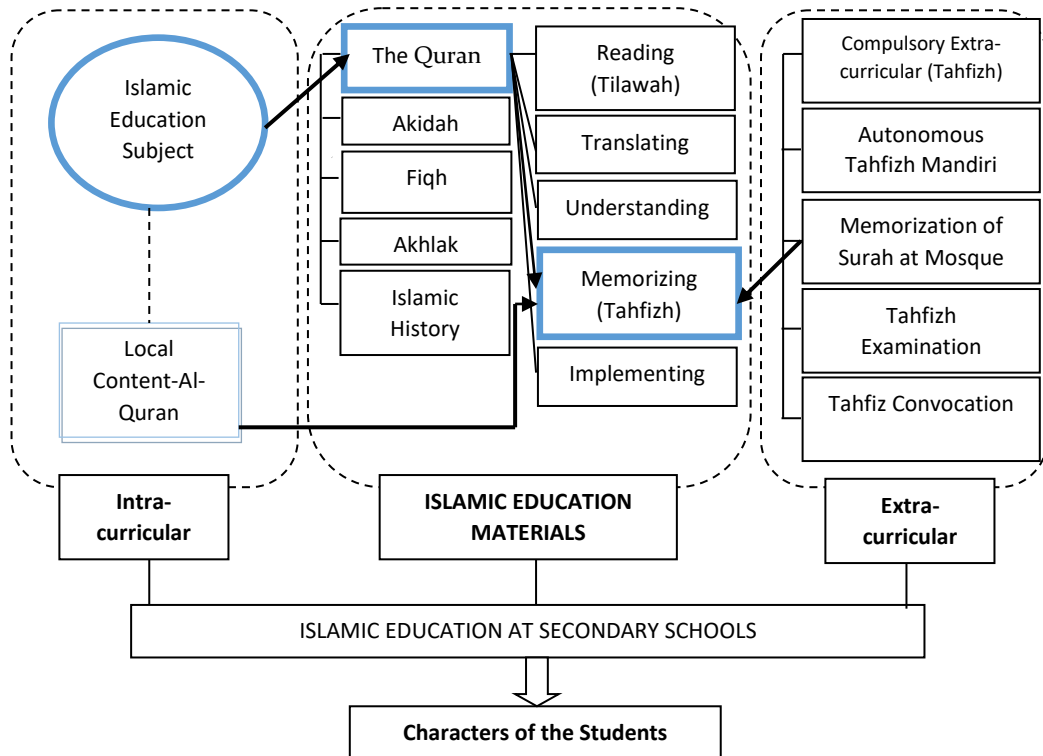 Islamic
Education
Subject
Local
Content-Al-
Quran
The Quran
Akidah
Fiqh
Akhlak
Islamic
History
Reading
(Tilawah)
Translating
Understanding
Memorizing
(Tahfizh)
Implementing
Compulsory Extra-
curricular (Tahfizh)
Autonomous
Tahfizh Mandiri
Memorization of
Surah at Mosque
Tahfizh
Examination
Tahfiz Convocation
Intra-
curricular
ISLAMIC EDUCATION
MATERIALS
Extra-
curricular
ISLAMIC EDUCATION AT SECONDARY SCHOOLS
Characters of the Students